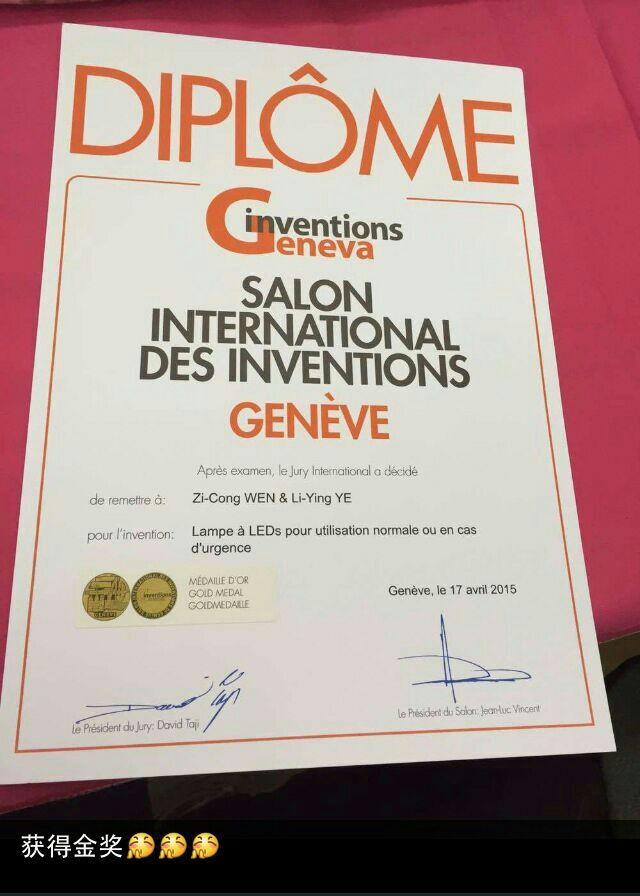 DIPLÔME
inventions
Geneva
SALON
INTERNATIONAL
DES INVENTIONS
GENÈVE
Après examen, le Jury International a décidé
de remettre à: Zi-Cong WEN & Li-Ying YE
pour l'invention: Lampe à LEDs pour utilisation normale ou en cas
d'urgence
MÉDAILLE D'OR
GOLD MEDAL
GOLDMEDAILLE
Genève, le 17 avril 2015
Le Président du Jury: David Taji
Le Président du Salon: Jean-Luc Vincent
获得金奖🥳🥳🥳